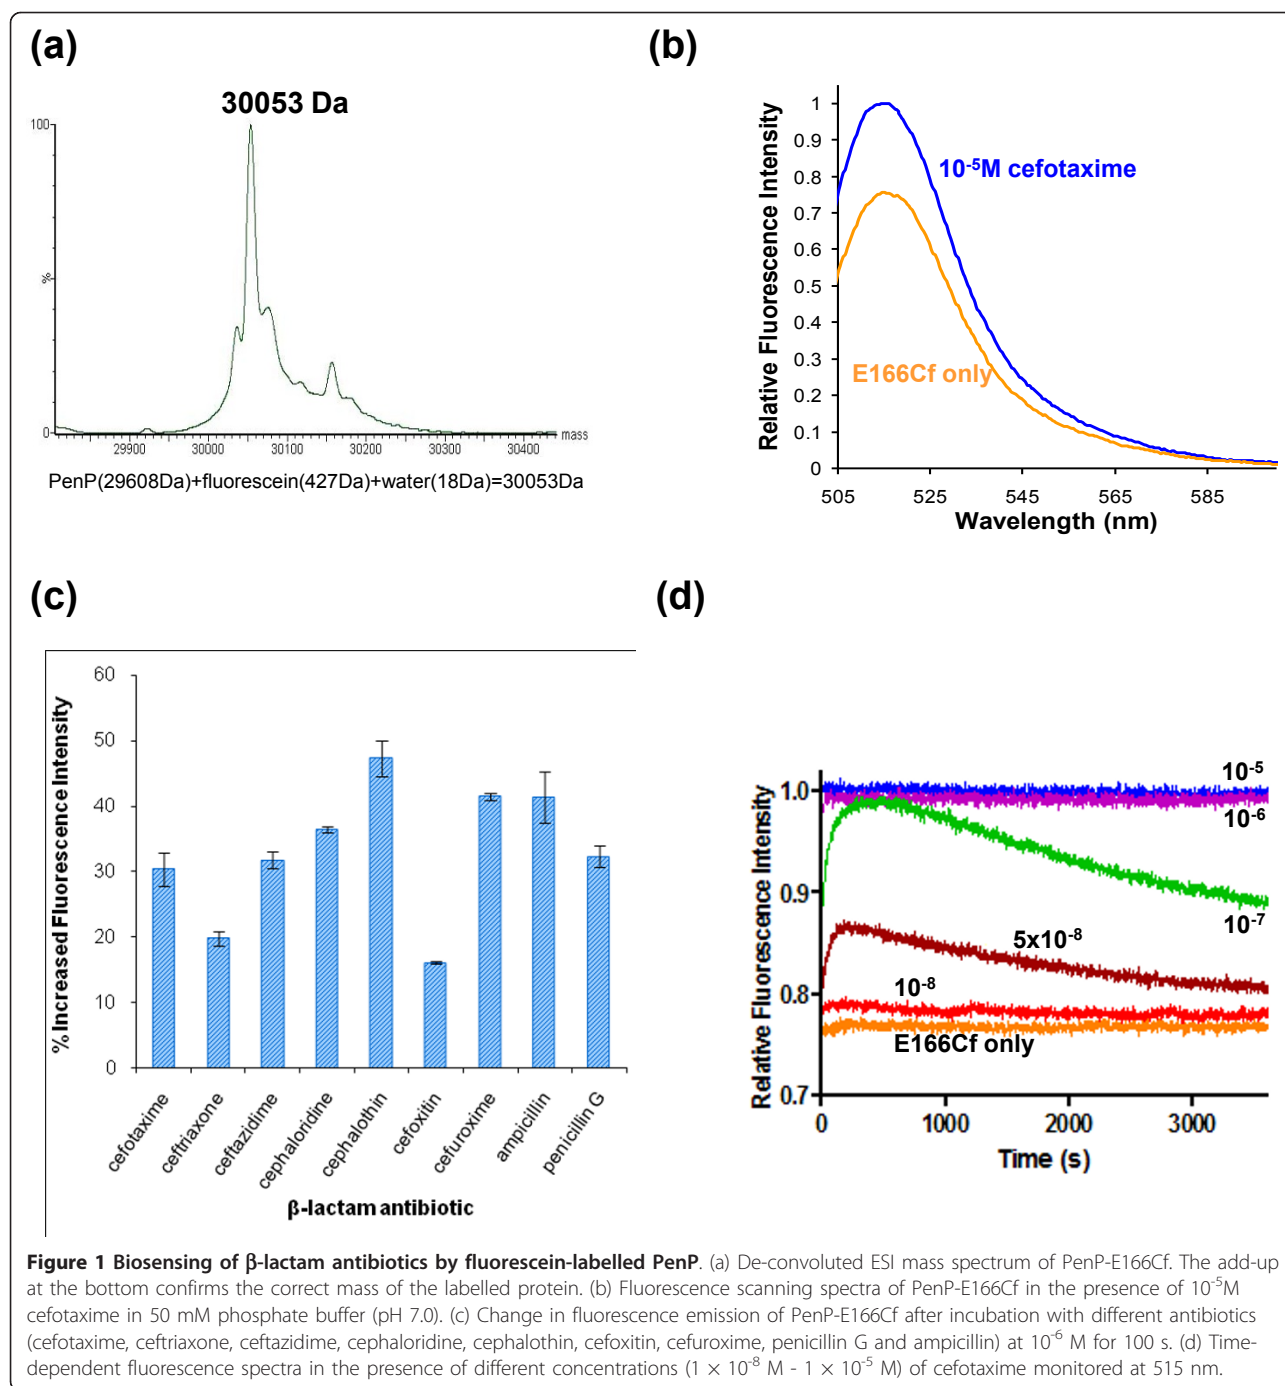 (a)
30053 Da
100
%
0
29900 30000 30100 30200 30300 30400 mass
PenP(29608Da)+fluorescein(427Da)+water(18Da)=30053Da
(b)
Relative Fluorescence Intensity
1
0.9
0.8
0.7
0.6
0.5
0.4
0.3
0.2
0.1
0
10⁻⁵M cefotaxime
E166Cf only
505 525 545 565 585
Wavelength (nm)
(c)
% Increased Fluorescence Intensity
60
50
40
30
20
10
0
cefotaxime
ceftriaxone
ceftazidime
cephaloridine
cephalothin
cefoxitin
cefuroxime
ampicillin
penicillin G
β-lactam antibiotic
(d)
Relative Fluorescence Intensity
1.0
0.9
0.8
0.7
10⁻⁵
10⁻⁶
10⁻⁷
5x10⁻⁸
10⁻⁸
E166Cf only
0 1000 2000 3000
Time (s)
Figure 1 Biosensing of β-lactam antibiotics by fluorescein-labelled PenP. (a) De-convoluted ESI mass spectrum of PenP-E166Cf. The add-up
at the bottom confirms the correct mass of the labelled protein. (b) Fluorescence scanning spectra of PenP-E166Cf in the presence of 10⁻⁵M
cefotaxime in 50 mM phosphate buffer (pH 7.0). (c) Change in fluorescence emission of PenP-E166Cf after incubation with different antibiotics
(cefotaxime, ceftriaxone, ceftazidime, cephaloridine, cephalothin, cefoxitin, cefuroxime, penicillin G and ampicillin) at 10⁻⁶ M for 100 s. (d) Time-
dependent fluorescence spectra in the presence of different concentrations (1 × 10⁻⁸ M - 1 × 10⁻⁵ M) of cefotaxime monitored at 515 nm.